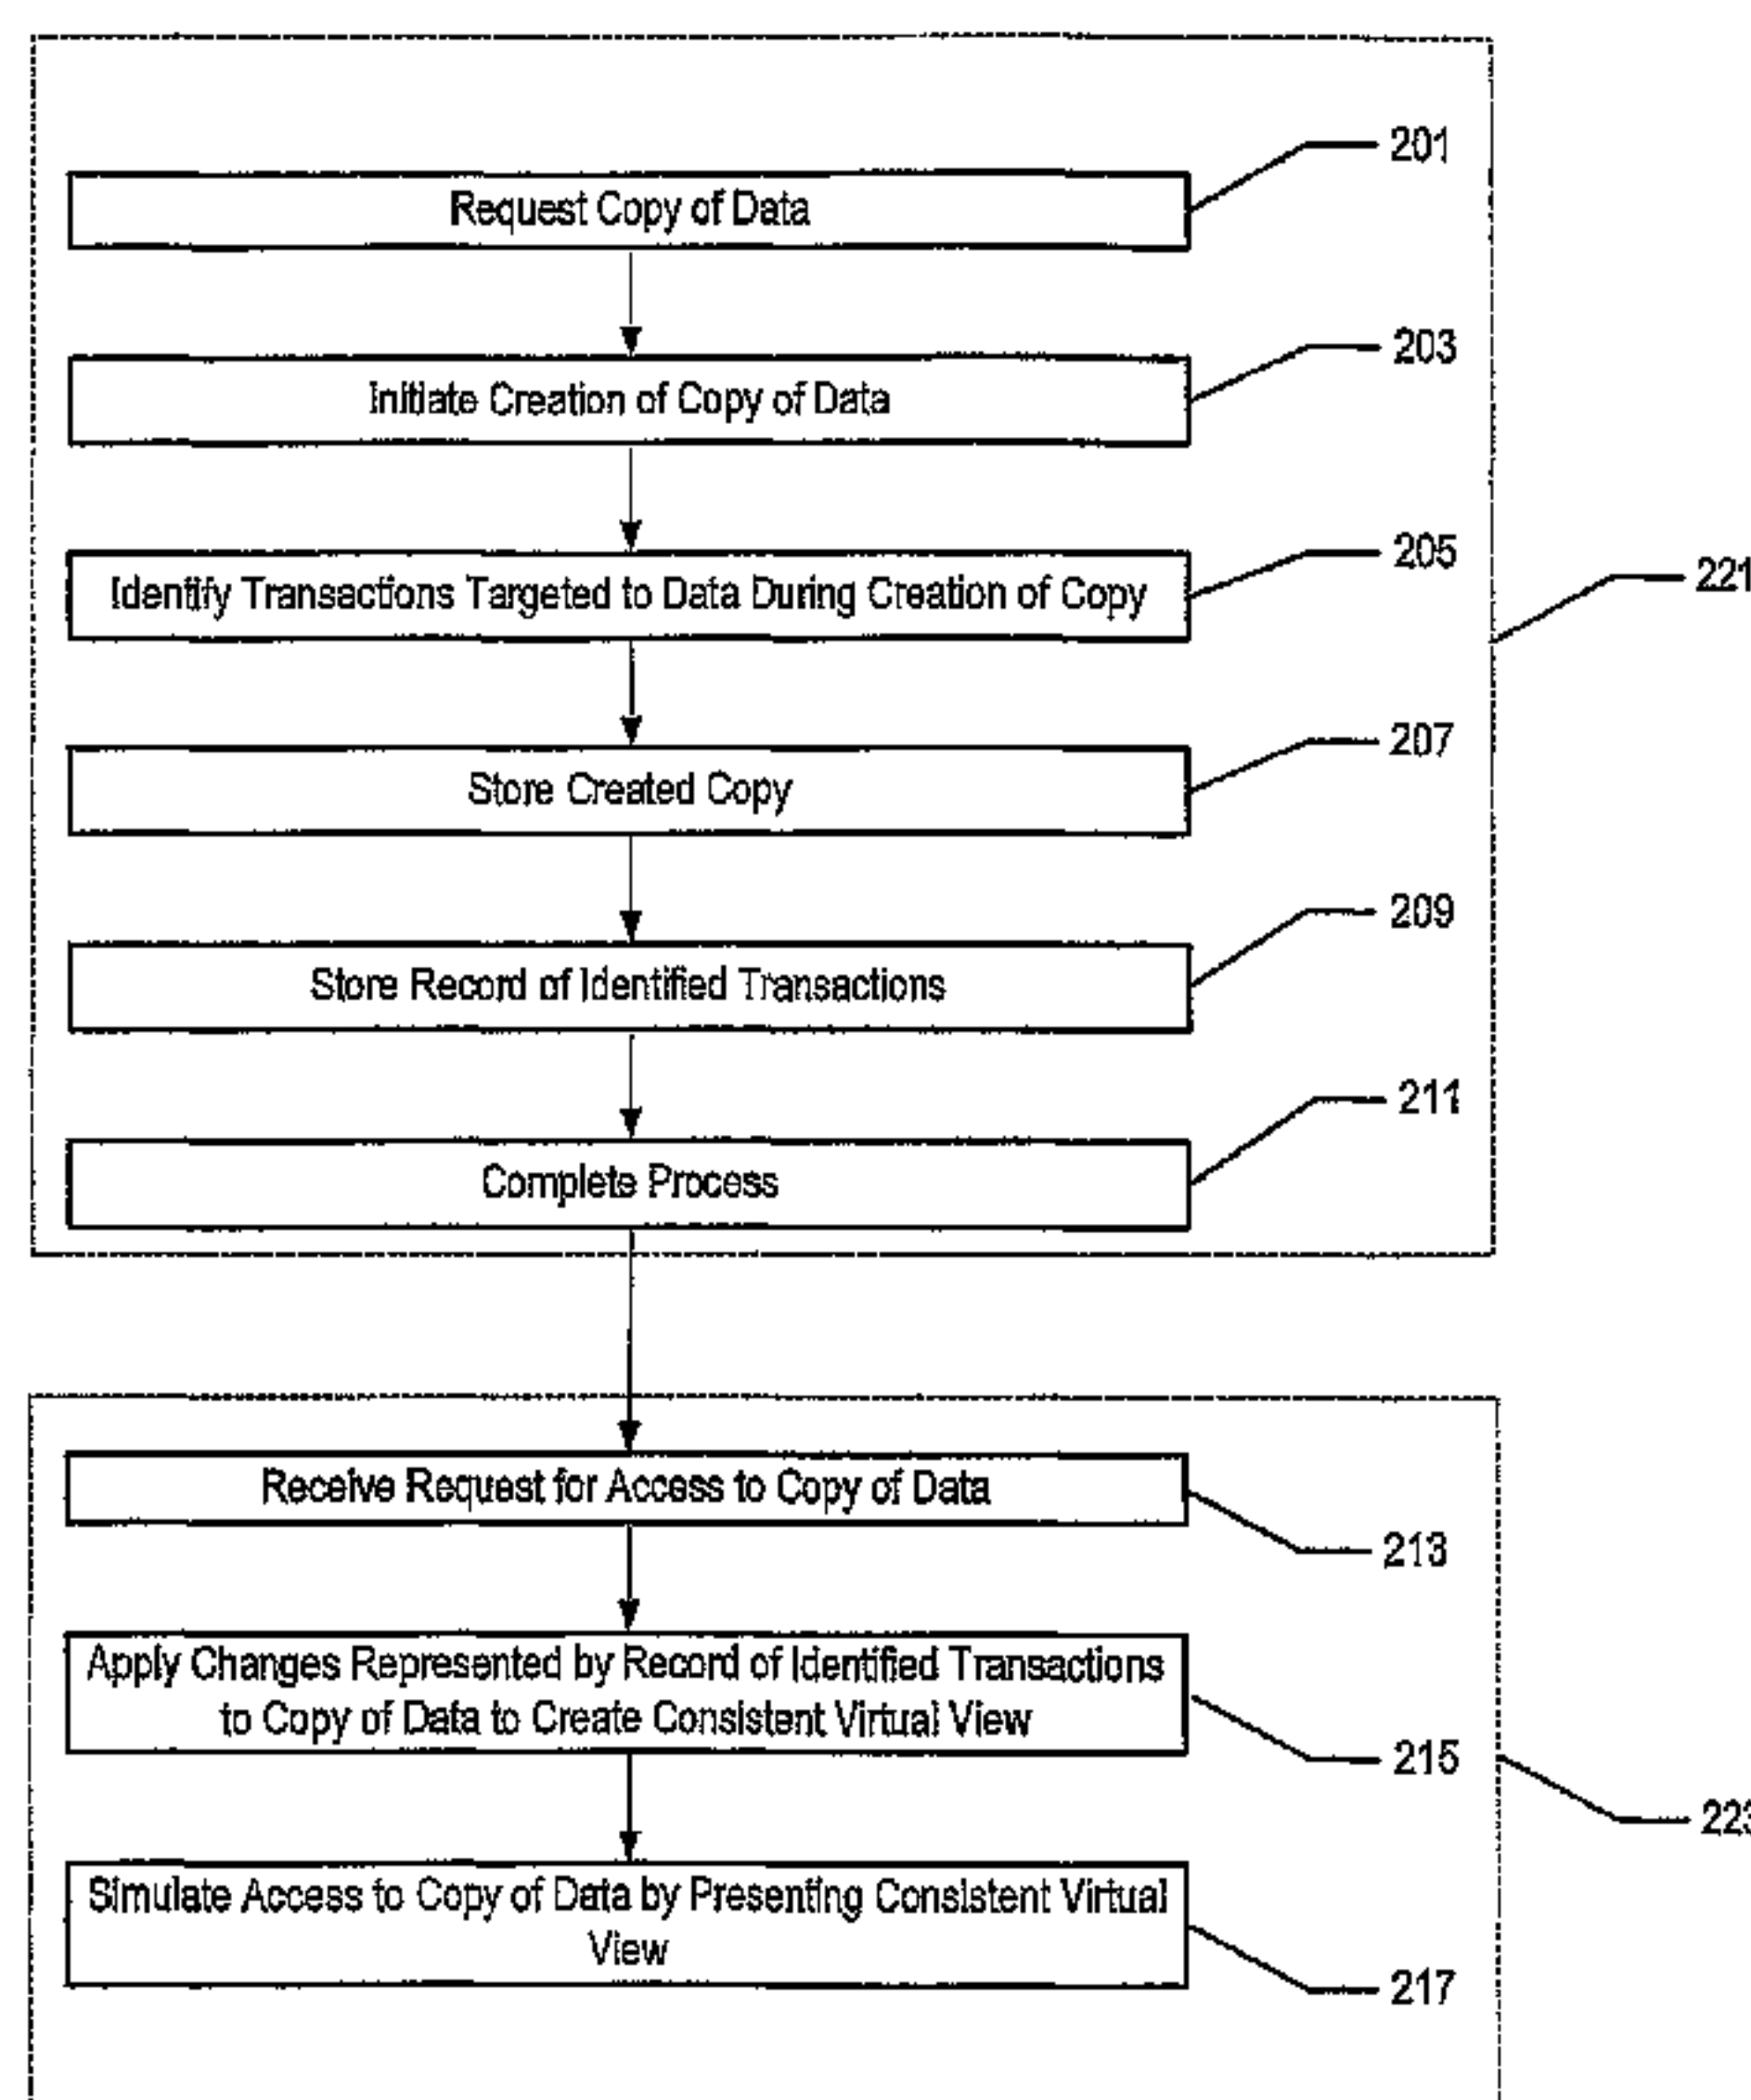 201
Request Copy of Data
203
Initiate Creation of Copy of Data
205
Identify Transactions Targeted to Data During Creation of Copy
221
207
Store Created Copy
209
Store Record of Identified Transactions
211
Complete Process
Receive Request for Access to Copy of Data
213
Apply Changes Represented by Record of Identified Transactions
to Copy of Data to Create Consistent Virtual View
215
223
Simulate Access to Copy of Data by Presenting Consistent Virtual
View
217